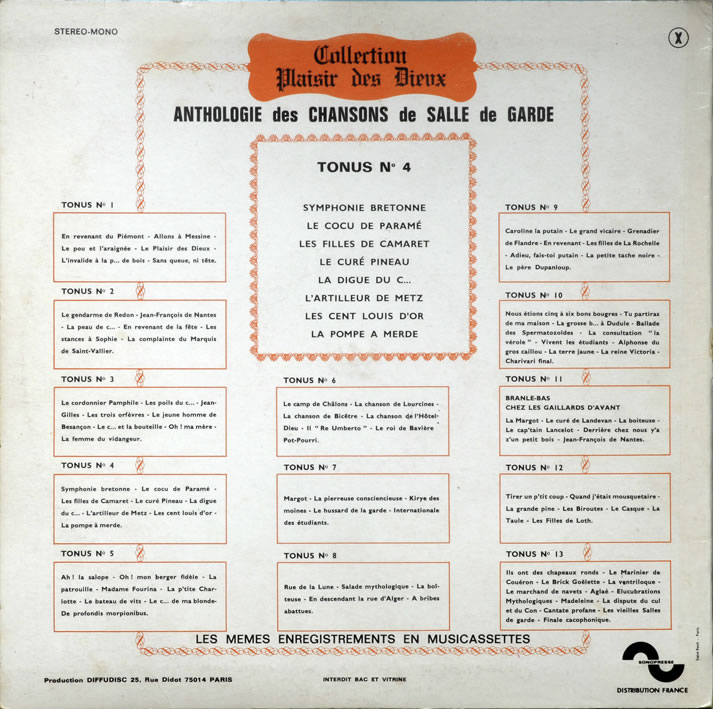 STEREO-MONO
X
Collection
Plaisir des Dieux
ANTHOLOGIE des CHANSONS de SALLE de GARDE
TONUS N° 4
SYMPHONIE BRETONNE
LE COCU DE PARAMÉ
LES FILLES DE CAMARET
LE CURÉ PINEAU
LA DIGUE DU C...
L'ARTILLEUR DE METZ
LES CENT LOUIS D'OR
LA POMPE A MERDE
TONUS N° 1
En revenant du Piémont - Allons à Messine -
Le pou et l'araignée - Le Plaisir des Dieux -
L'invalide à la p... de bois - Sans queue, ni tête.
TONUS N° 2
Le gendarme de Redon - Jean-François de Nantes
- La peau de c... - En revenant de la fête - Les
stances à Sophie - La complainte du Marquis
de Saint-Vallier.
TONUS N° 3
Le cordonnier Pamphile - Les poils du c... - Jean-
Gilles - Les trois orfèvres - Le jeune homme de
Besançon - Le c... et la bouteille - Oh ! ma mère -
La femme du vidangeur.
TONUS N° 4
Symphonie bretonne - Le cocu de Paramé -
Les filles de Camaret - Le curé Pineau - La digue
du c... - L'artilleur de Metz - Les cent louis d'or -
La pompe à merde.
TONUS N° 5
Ah ! la salope - Oh ! mon berger fidèle - La
patrouille - Madame Fourina - La p'tite Char-
lotte - Le bateau de vits - Le c... de ma blonde-
De profondis morpionibus.
TONUS N° 6
Le camp de Châlons - La chanson de Lourcines -
La chanson de Bicêtre - La chanson de l'Hôtel-
Dieu - Il "Re Umberto" - Le roi de Bavière
Pot-Pourri.
TONUS N° 7
Margot - La pierreuse conscientieuse - Kirye des
moines - Le hussard de la garde - Internationale
des étudiants.
TONUS N° 8
Rue de la Lune - Salade mythologique - La boî-
teuse - En descendant la rue d'Alger - A bribes
abattues.
TONUS N° 9
Caroline la putain - Le grand vicaire - Grenadier
de Flandre - En revenant - Les filles de La Rochelle
- Adieu, fais-toi putain - La petite tache noire -
Le père Dupanloup.
TONUS N° 10
Nous étions cinq à six bons bougres - Tu partiras
de ma maison - La grosse b... à Dudule - Ballade
des Spermatozoïdes - La consultation "la
vérole" - Vivent les étudiants - Alphonse du
gros caillou - La terre jaune - La reine Victoria -
Charivari final.
TONUS N° 11
BRANLE-BAS
CHEZ LES GAILLARDS D'AVANT
La Margot - Le curé de Landevan - La boiteuse -
Le cap'tain Lancelot - Derrière chez nous y'a
z'un petit bois - Jean-François de Nantes.
TONUS N° 12
Tirer un p'tit coup - Quand j'étais mousquetaire -
La grande pine - Les Biroutes - Le Casque - La
Taule - Les Filles de Loth.
TONUS N° 13
Ils ont des chapeaux ronds - Le Marinier de
Couéron - Le Brick Goëlette - La ventriloque -
Le marchand de navets - Aglaé - Elucubrations
Mythologiques - Madeleine - La dispute du cul
et du Con - Cantate profane - Les vieilles Salles
de garde - Finale cacophonique.
LES MEMES ENREGISTREMENTS EN MUSICASSETTES
Production DIFFUDISC 25, Rue Didot 75014 PARIS
INTERDIT BAC ET VITRINE
SONOPRESSE
DISTRIBUTION FRANCE